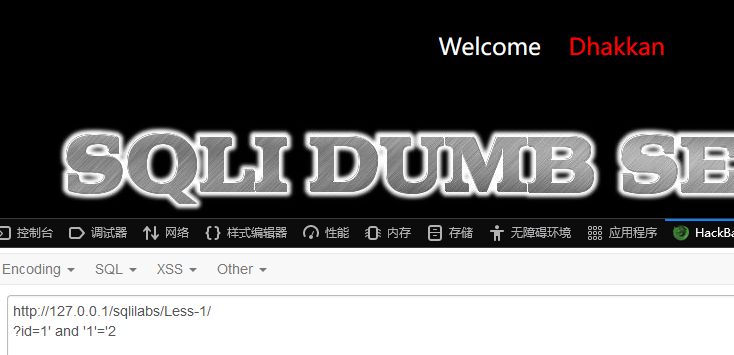 Welcome Dhakkan
SQLI DUMB SE
控制台 调试器 网络 样式编辑器 性能 内存 存储 无障碍环境 应用程序 HackBa
Encoding SQL XSS Other
http://127.0.0.1/sqlilabs/Less-1/
?id=1' and '1'='2